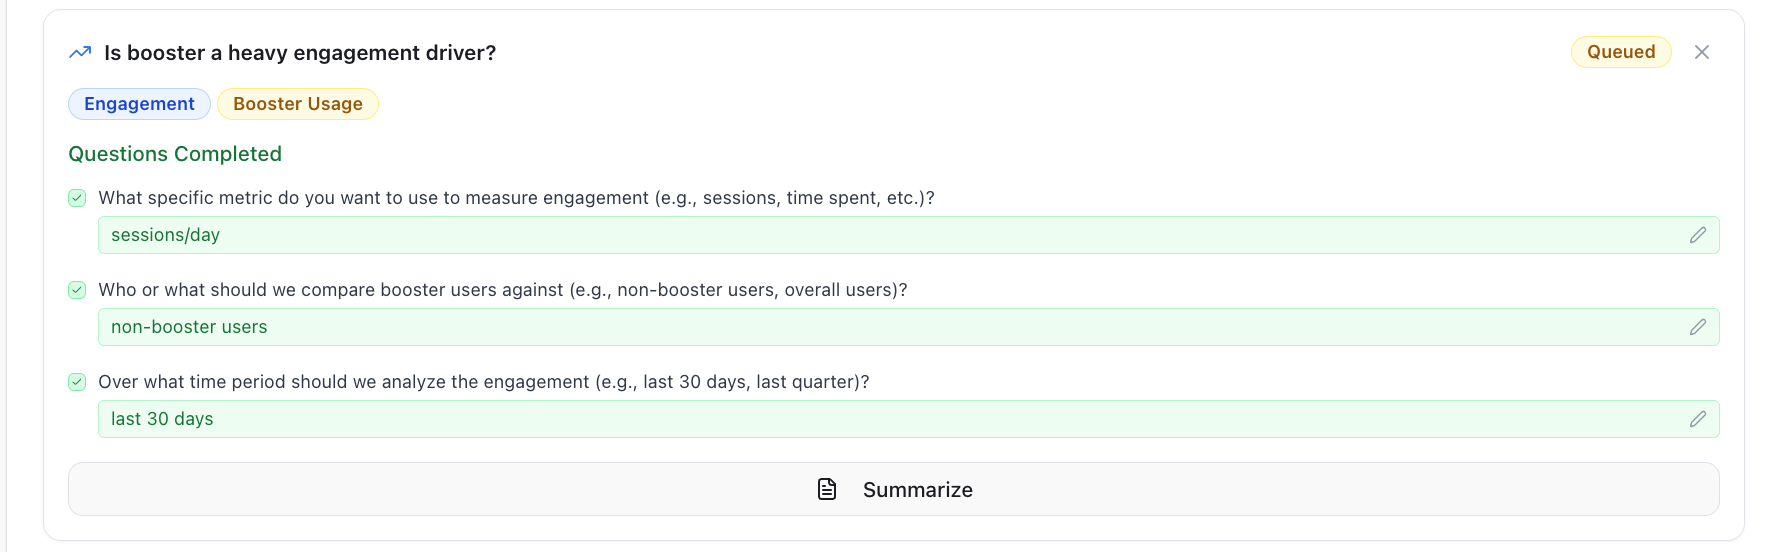 Is booster a heavy engagement driver?
Queued
Engagement
Booster Usage
Questions Completed
What specific metric do you want to use to measure engagement (e.g., sessions, time spent, etc.)?
sessions/day
Who or what should we compare booster users against (e.g., non-booster users, overall users)?
non-booster users
Over what time period should we analyze the engagement (e.g., last 30 days, last quarter)?
last 30 days
Summarize